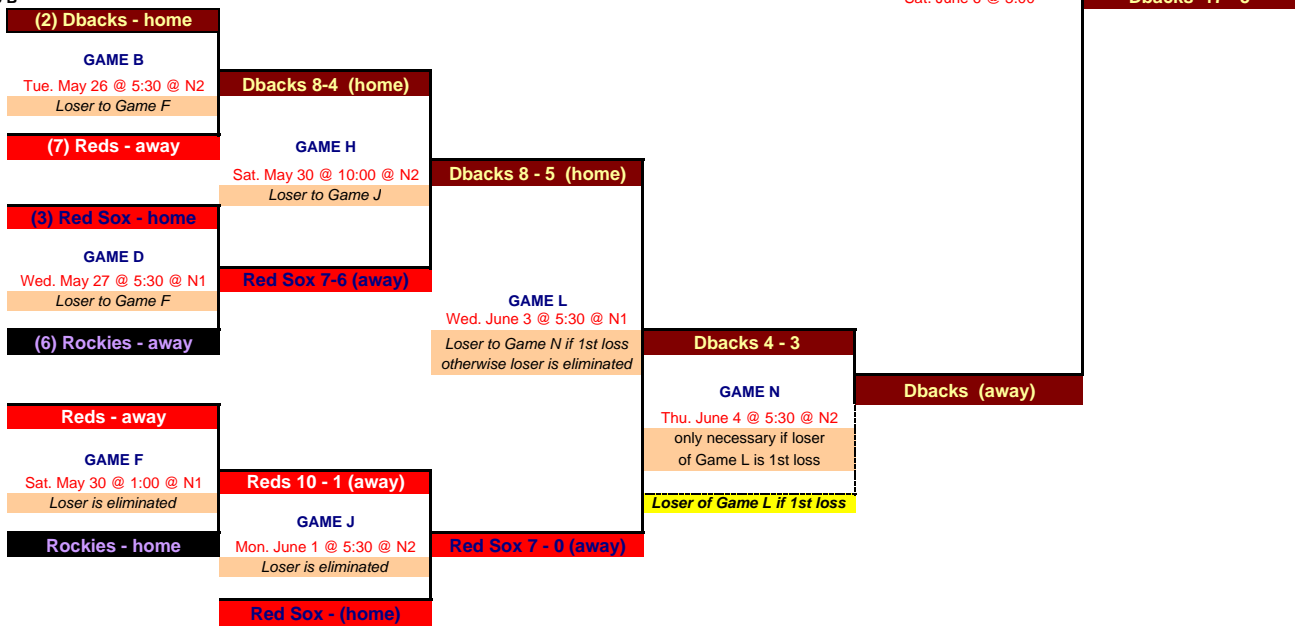 (2) Dbacks - home
GAME B
Tue. May 26 @ 5:30 @ N2
Loser to Game F
(7) Reds - away
Dbacks 8-4 (home)
GAME H
Sat. May 30 @ 10:00 @ N2
Loser to Game J
(3) Red Sox - home
GAME D
Wed. May 27 @ 5:30 @ N1
Loser to Game F
(6) Rockies - away
Red Sox 7-6 (away)
Dbacks 8 - 5 (home)
GAME L
Wed. June 3 @ 5:30 @ N1
Loser to Game N if 1st loss
otherwise loser is eliminated
Dbacks 4 - 3
GAME N
Thu. June 4 @ 5:30 @ N2
only necessary if loser
of Game L is 1st loss
Loser of Game L if 1st loss
Dbacks (away)
Reds - away
GAME F
Sat. May 30 @ 1:00 @ N1
Loser is eliminated
Rockies - home
Reds 10 - 1 (away)
GAME J
Mon. June 1 @ 5:30 @ N2
Loser is eliminated
Red Sox - (home)
Red Sox 7 - 0 (away)